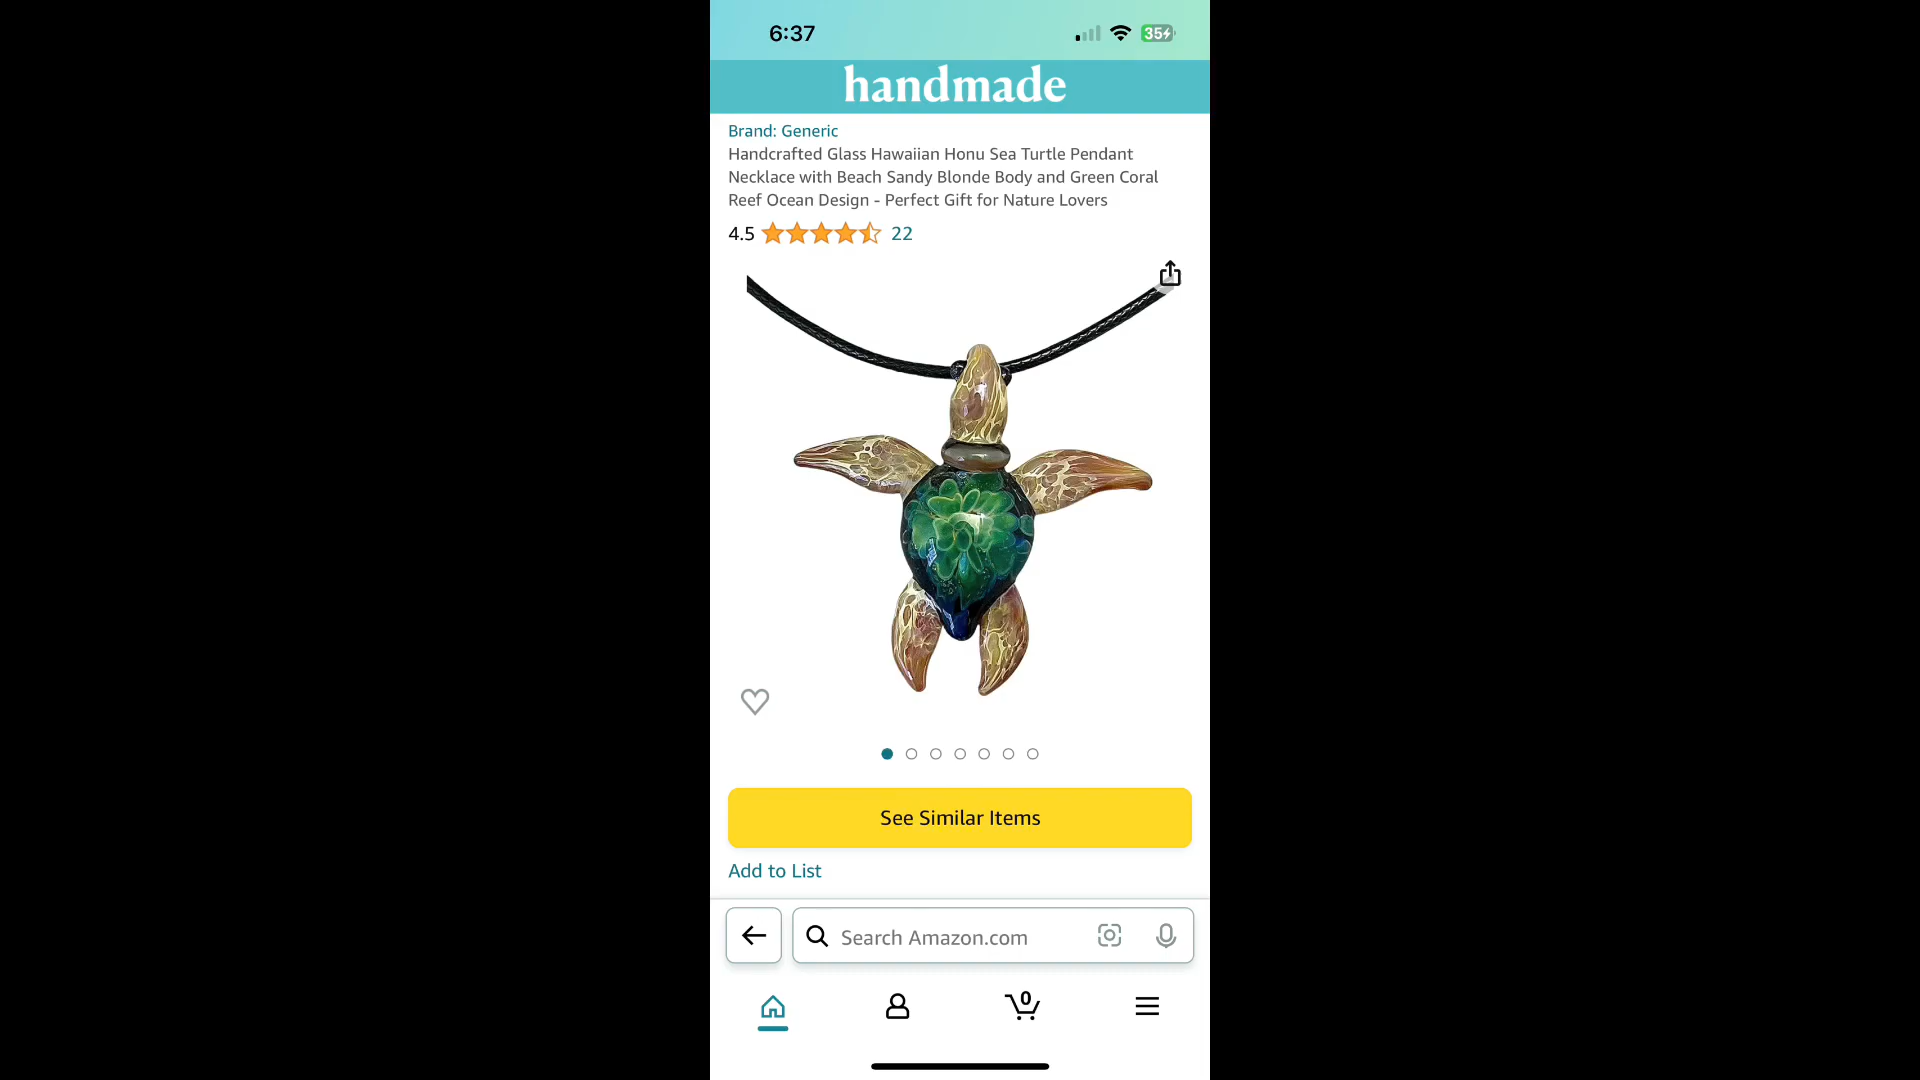 6:37
35
handmade
Brand: Generic
Handcrafted Glass Hawaiian Honu Sea Turtle Pendant
Necklace with Beach Sandy Blonde Body and Green Coral
Reef Ocean Design - Perfect Gift for Nature Lovers
4.5 22
See Similar Items
Add to List
Search Amazon.com
0